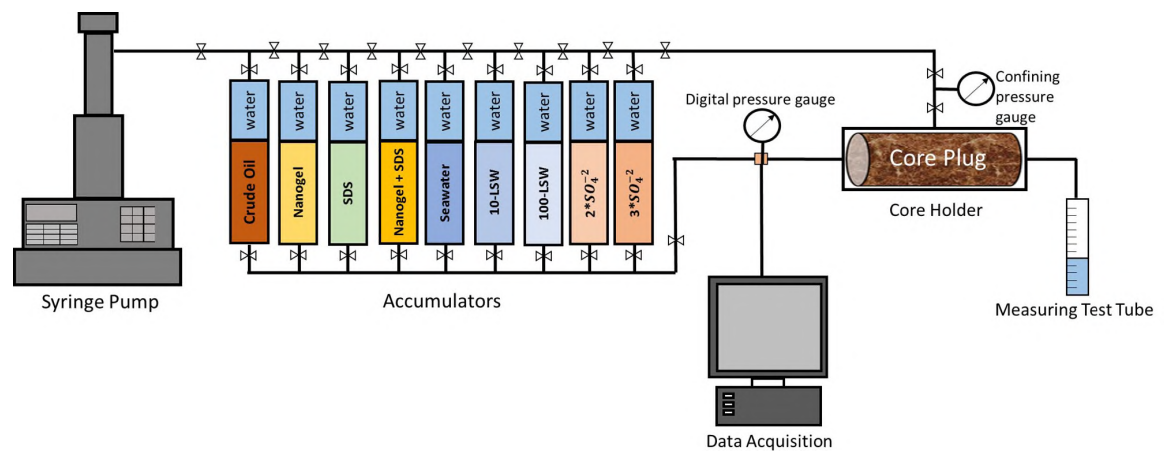 Syringe Pump
water
water
water
water
water
water
water
water
water
Crude Oil
Nanogel
SDS
Nanogel + SDS
Seawater
10-LSW
100-LSW
2*SO₄⁻²
3*SO₄⁻²
Accumulators
Digital pressure gauge
Confining
pressure
gauge
Core Plug
Core Holder
Measuring Test Tube
Data Acquisition